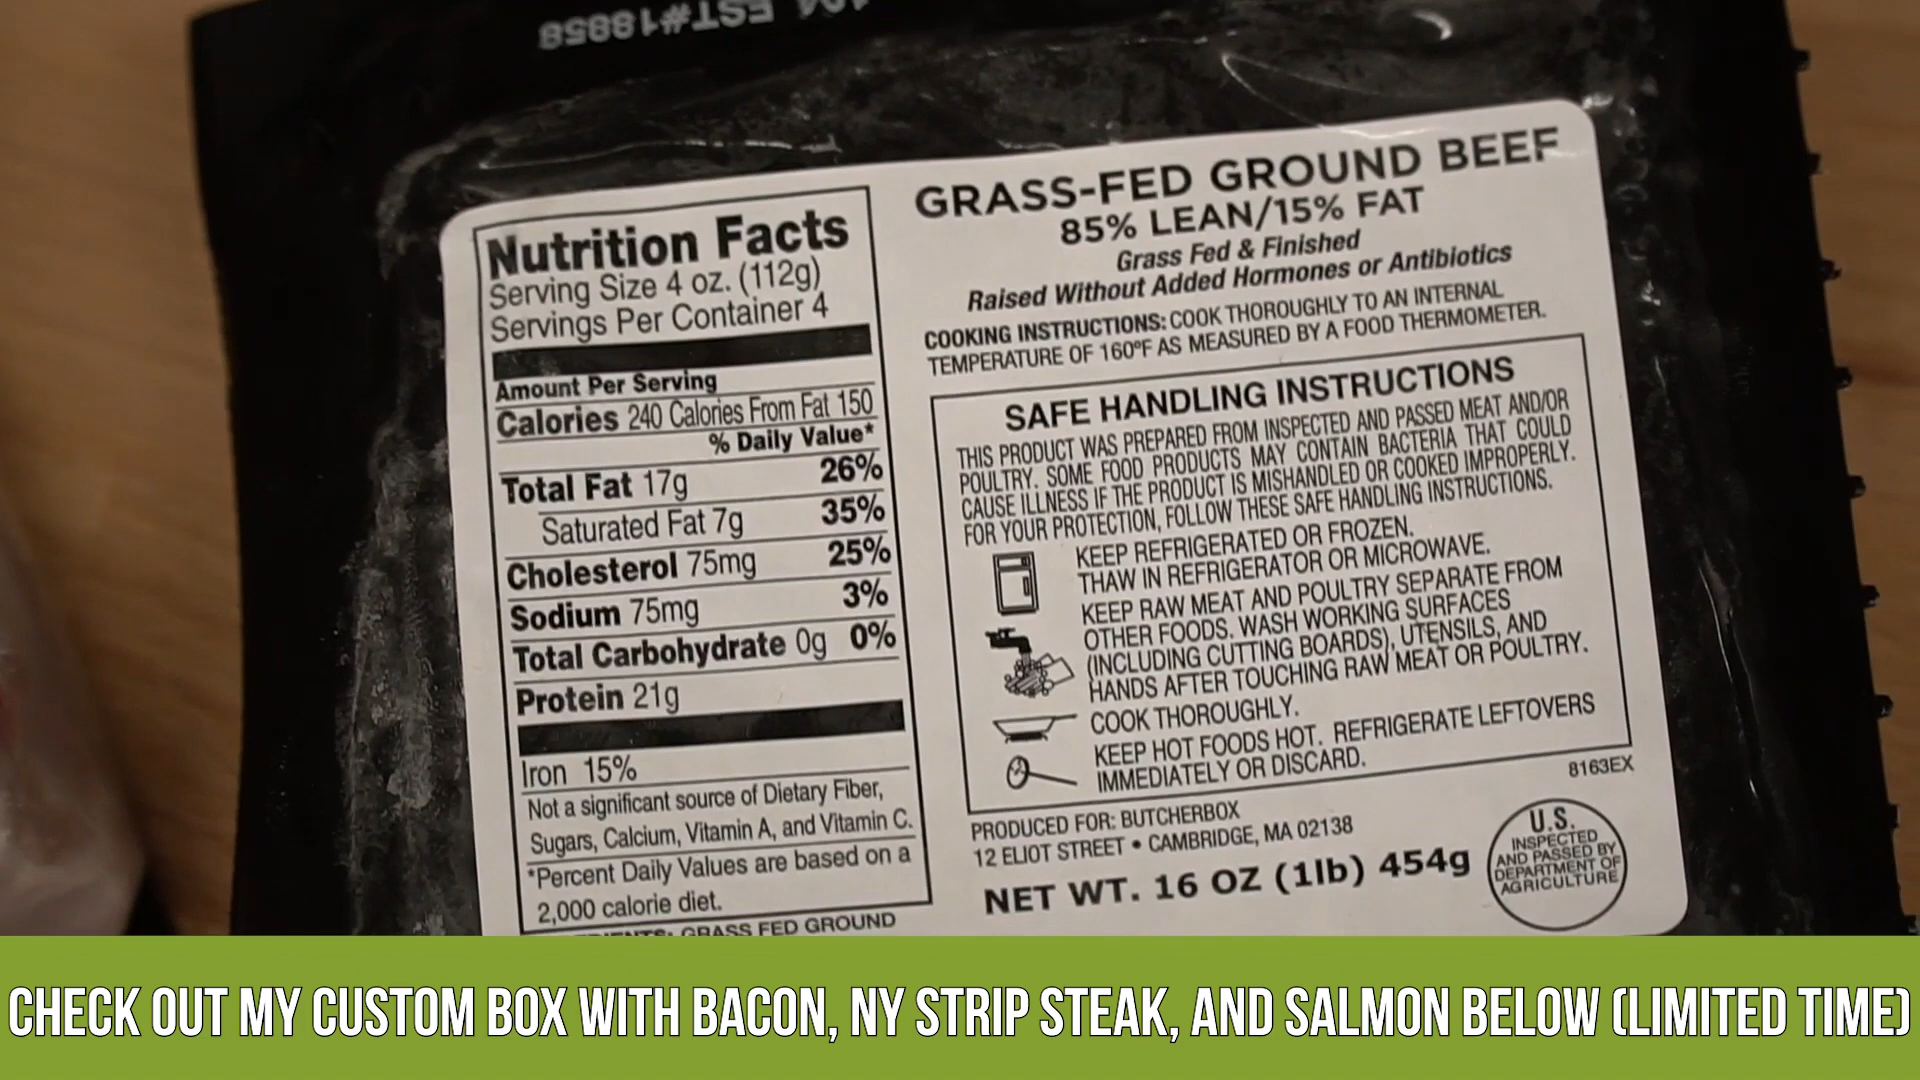 EST#18858
Nutrition Facts
Serving Size 4 oz. (112g)
Servings Per Container 4
Amount Per Serving
Calories 240 Calories From Fat 150
% Daily Value*
Total Fat 17g 26%
Saturated Fat 7g 35%
Cholesterol 75mg 25%
Sodium 75mg 3%
Total Carbohydrate 0g 0%
Protein 21g
Iron 15%
Not a significant source of Dietary Fiber,
Sugars, Calcium, Vitamin A, and Vitamin C.
*Percent Daily Values are based on a
2,000 calorie diet.
GRASS FED GROUND
GRASS-FED GROUND BEEF
85% LEAN/15% FAT
Grass Fed & Finished
Raised Without Added Hormones or Antibiotics
COOKING INSTRUCTIONS: COOK THOROUGHLY TO AN INTERNAL
TEMPERATURE OF 160ºF AS MEASURED BY A FOOD THERMOMETER.
SAFE HANDLING INSTRUCTIONS
THIS PRODUCT WAS PREPARED FROM INSPECTED AND PASSED MEAT AND/OR
POULTRY. SOME FOOD PRODUCTS MAY CONTAIN BACTERIA THAT COULD
CAUSE ILLNESS IF THE PRODUCT IS MISHANDLED OR COOKED IMPROPERLY.
FOR YOUR PROTECTION, FOLLOW THESE SAFE HANDLING INSTRUCTIONS.
KEEP REFRIGERATED OR FROZEN.
THAW IN REFRIGERATOR OR MICROWAVE.
KEEP RAW MEAT AND POULTRY SEPARATE FROM
OTHER FOODS. WASH WORKING SURFACES
(INCLUDING CUTTING BOARDS), UTENSILS, AND
HANDS AFTER TOUCHING RAW MEAT OR POULTRY.
COOK THOROUGHLY.
KEEP HOT FOODS HOT. REFRIGERATE LEFTOVERS
IMMEDIATELY OR DISCARD.
8163EX
PRODUCED FOR: BUTCHERBOX
12 ELIOT STREET • CAMBRIDGE, MA 02138
NET WT. 16 OZ (1lb) 454g
U.S.
INSPECTED
AND PASSED BY
DEPARTMENT OF
AGRICULTURE
CHECK OUT MY CUSTOM BOX WITH BACON, NY STRIP STEAK, AND SALMON BELOW (LIMITED TIME)